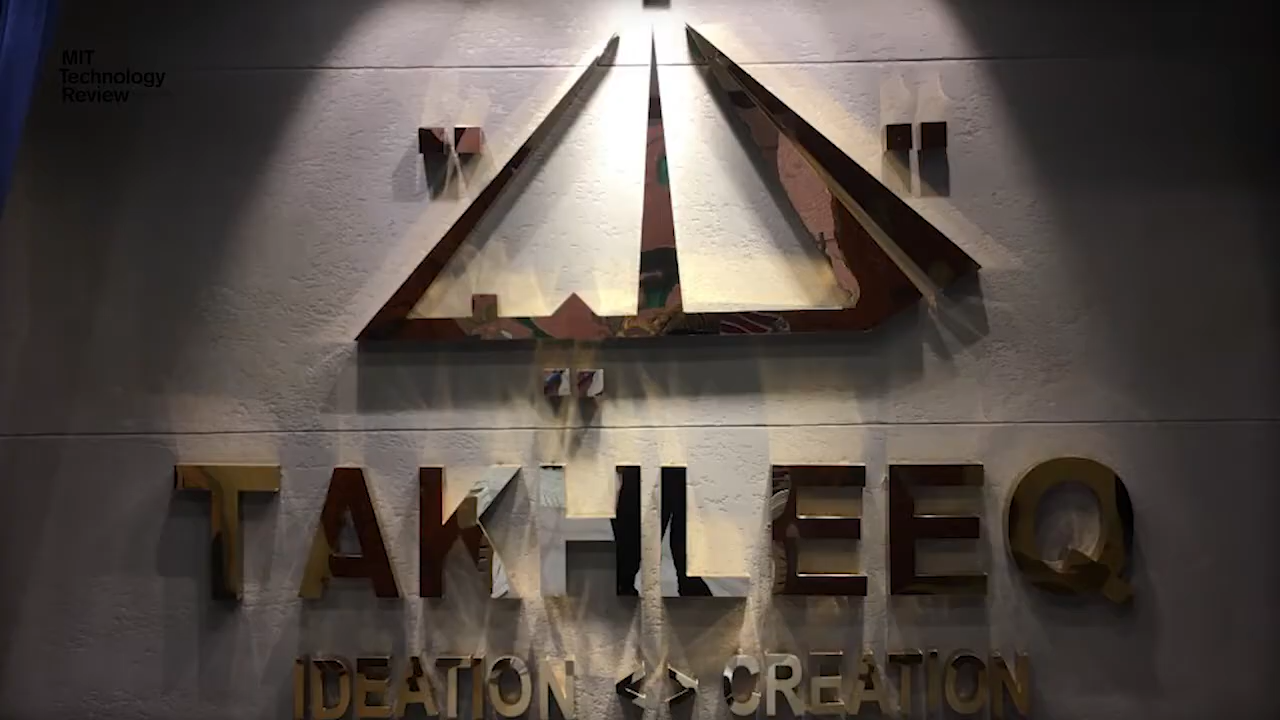 MIT
Technology
Review
TAKHLEEQ
IDEATION <> CREATION